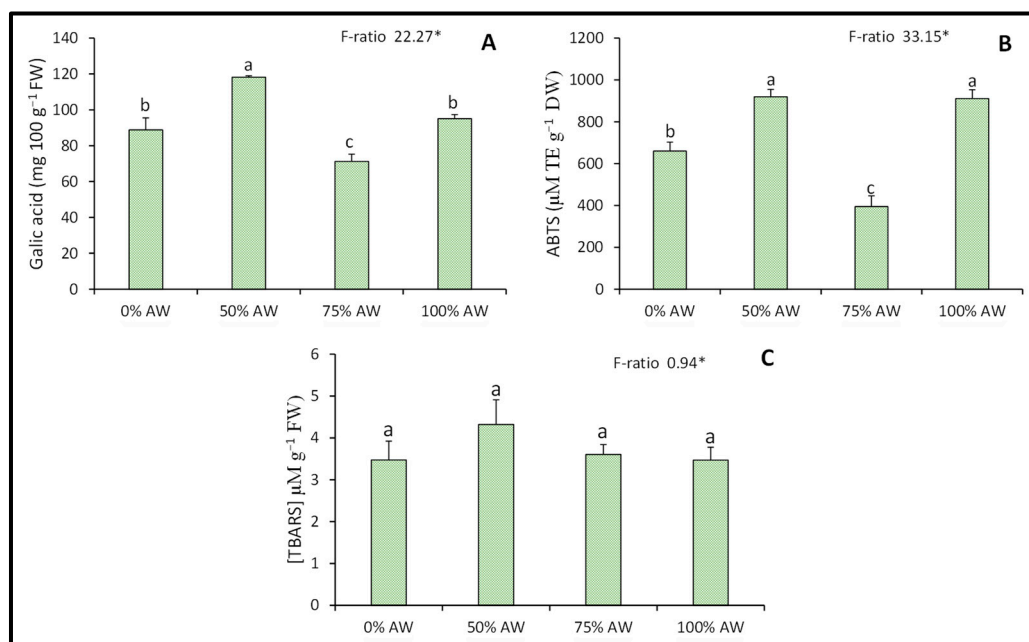 F-ratio 22.27*
A
Galic acid (mg 100 g⁻¹ FW)
140
120
100
80
60
40
20
0
b
a
c
b
0% AW
50% AW
75% AW
100% AW
F-ratio 33.15*
B
ABTS (µM TE g⁻¹ DW)
1200
1000
800
600
400
200
0
b
a
c
a
0% AW
50% AW
75% AW
100% AW
F-ratio 0.94*
C
[TBARS] µM g⁻¹ FW)
6
5
4
3
2
1
0
a
a
a
a
0% AW
50% AW
75% AW
100% AW